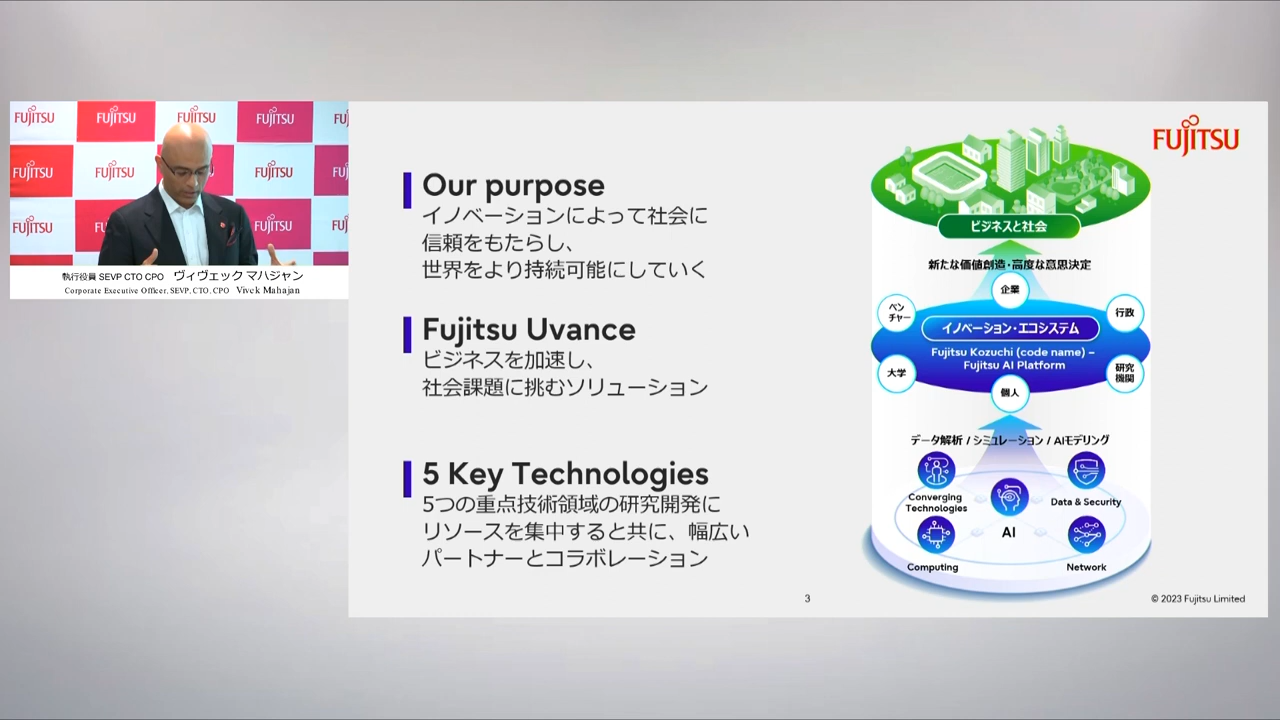 FUJITSU
FUJITSU
FUJITSU
FUJITSU
FUJITSU
FUJITSU
FUJITSU
FUJITSU
FUJITSU
執行役員 SEVP CTO CPO ヴィヴェック マハジャン
Corporate Executive Officer, SEVP, CTO, CPO Vivek Mahajan
Our purpose
イノベーションによって社会に
信頼をもたらし、
世界をより持続可能にしていく
Fujitsu Uvance
ビジネスを加速し、
社会課題に挑むソリューション
5 Key Technologies
5つの重点技術領域の研究開発に
リソースを集中すると共に、幅広い
パートナーとコラボレーション
FUJITSU
ビジネスと社会
新たな価値創造・高度な意思決定
企業
ベン
チャー
行政
イノベーション・エコシステム
Fujitsu Kozuchi (code name) –
Fujitsu AI Platform
大学
研究
機関
個人
データ解析 / シミュレーション / AIモデリング
Converging
Technologies
Data & Security
AI
Computing
Network
3
© 2023 Fujitsu Limited